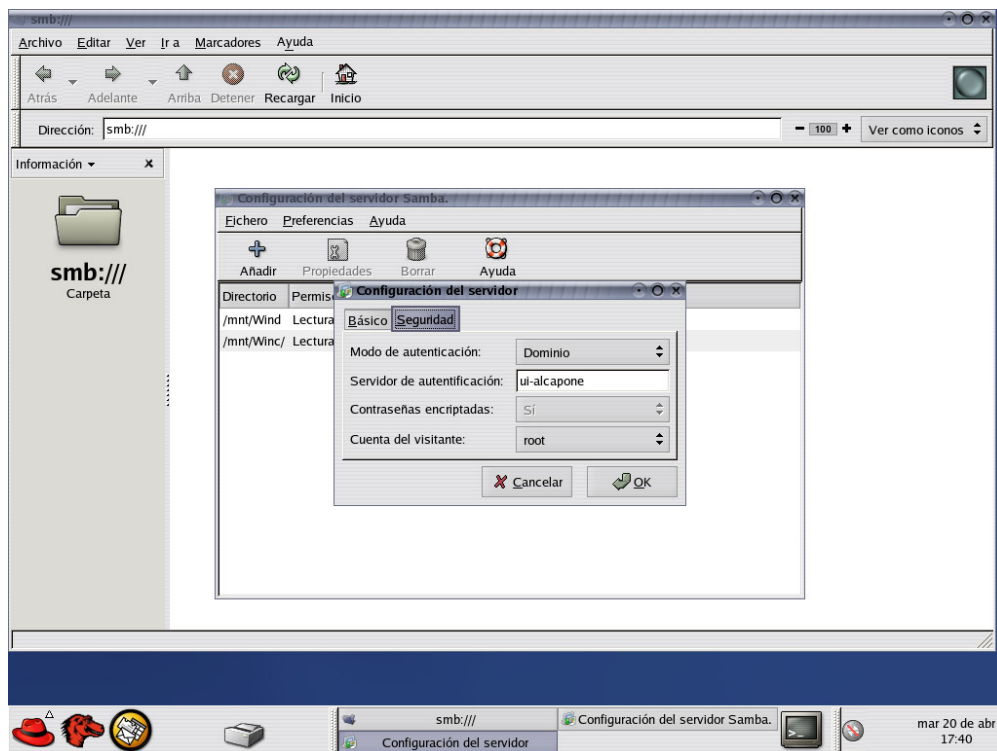 smb:///
Archivo Editar Ver Ir a Marcadores Ayuda
Atrás Adelante Arriba Detener Recargar Inicio
Dirección: smb:/// 100 Ver como iconos
Información
smb:///
Carpeta
Configuración del servidor Samba.
Fichero Preferencias Ayuda
Añadir Propiedades Borrar Ayuda
Directorio Permis
/mnt/Wind Lectura
/mnt/Winc/ Lectura
Configuración del servidor
Básico Seguridad
Modo de autenticación: Dominio
Servidor de autentificación: ui-alcapone
Contraseñas encriptadas: Sí
Cuenta del visitante: root
Cancelar OK
smb:/// Configuración del servidor Samba.
Configuración del servidor
mar 20 de abr
17:40